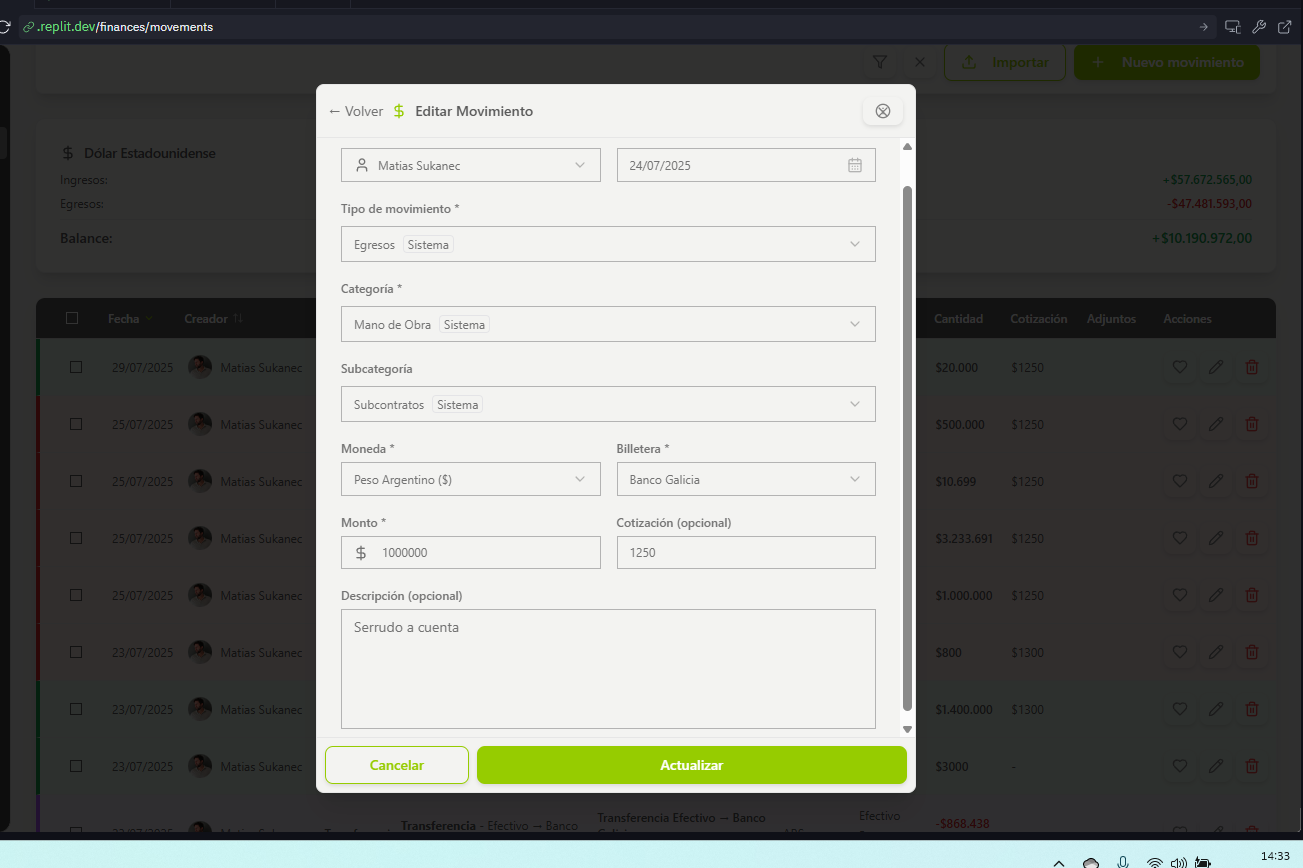 .replit.dev/finances/movements
Importar
+ Nuevo movimiento
← Volver $ Editar Movimiento
$ Dólar Estadounidense
Ingresos: +$57.672.565,00
Egresos: -$47.481.593,00
Balance: +$10.190.972,00
Matias Sukanec 24/07/2025
Tipo de movimiento *
Egresos Sistema
Categoría *
Mano de Obra Sistema
Subcategoría
Subcontratos Sistema
Moneda * Billetera *
Peso Argentino ($) Banco Galicia
Monto * Cotización (opcional)
$ 1000000 1250
Descripción (opcional)
Serrudo a cuenta
Cancelar Actualizar
Fecha Creador Cantidad Cotización Adjuntos Acciones
29/07/2025 Matias Sukanec $20.000 $1250
25/07/2025 Matias Sukanec $500.000 $1250
25/07/2025 Matias Sukanec $10.699 $1250
25/07/2025 Matias Sukanec $3.233.691 $1250
25/07/2025 Matias Sukanec $1.000.000 $1250
23/07/2025 Matias Sukanec $800 $1300
23/07/2025 Matias Sukanec $1.400.000 $1300
23/07/2025 Matias Sukanec $3000 -
Transferencia - Efectivo → Banco Transferencia Efectivo → Banco Efectivo -$868.438
14:33